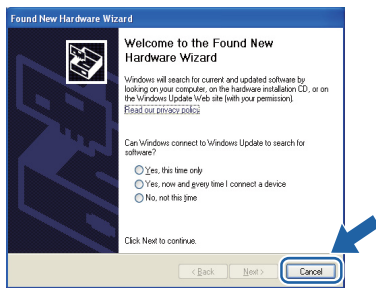 Found New Hardware Wizard
Welcome to the Found New
Hardware Wizard
Windows will search for current and updated software by
looking on your computer, on the hardware installation CD, or on
the Windows Update Web site (with your permission).
Read our privacy policy
Can Windows connect to Windows Update to search for
software?
Yes, this time only
Yes, now and every time I connect a device
No, not this time
Click Next to continue.
< Back Next > Cancel